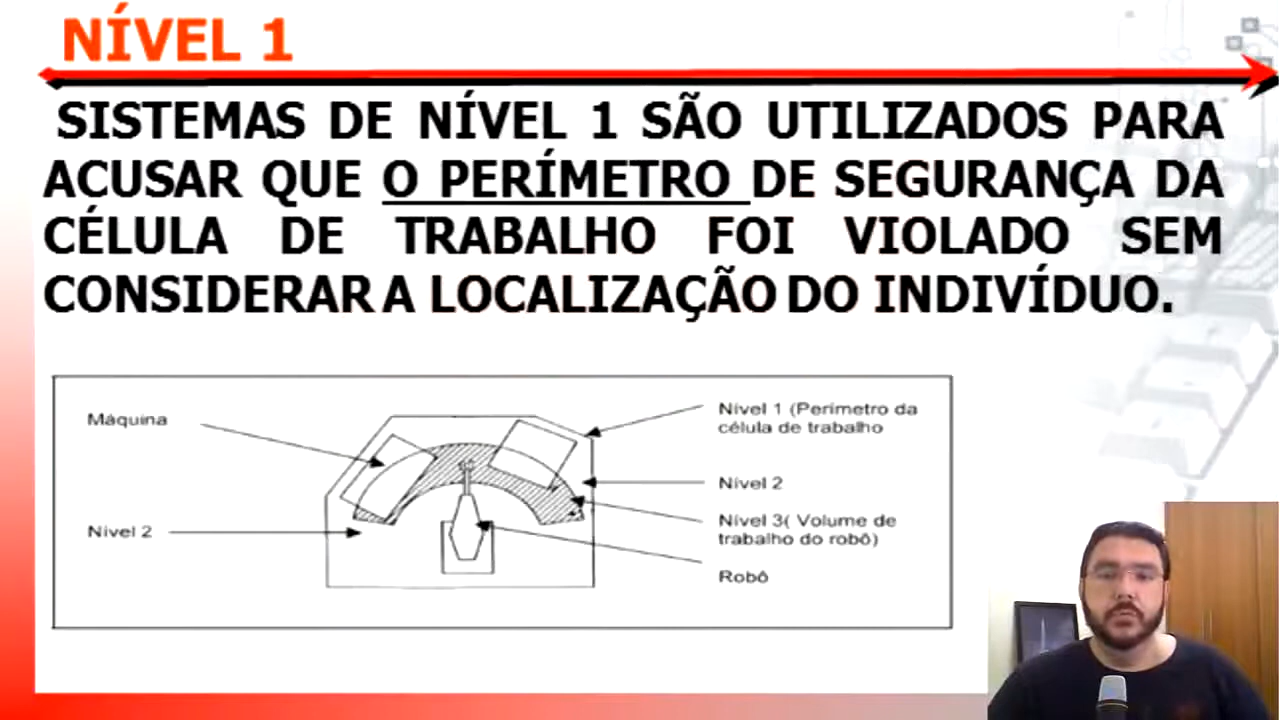 NÍVEL 1
SISTEMAS DE NÍVEL 1 SÃO UTILIZADOS PARA
ACUSAR QUE O PERÍMETRO DE SEGURANÇA DA
CÉLULA DE TRABALHO FOI VIOLADO SEM
CONSIDERAR A LOCALIZAÇÃO DO INDIVÍDUO.
Máquina
Nível 2
Nível 1 (Perímetro da
célula de trabalho
Nível 2
Nível 3( Volume de
trabalho do robô)
Robô